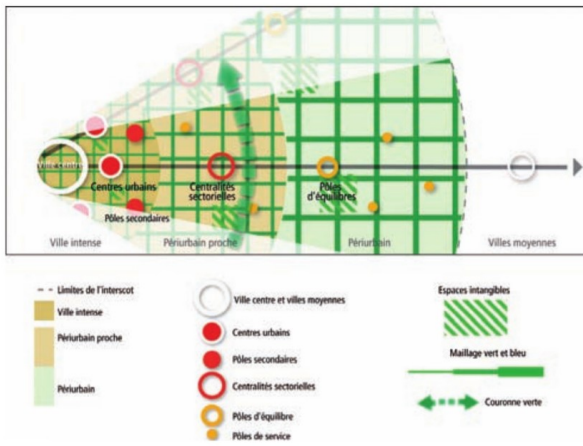 Ville centre
Centres urbains
Pôles secondaires
Centralités
sectorielles
Pôles
d'équilibres
Ville intense
Périurbain proche
Périurbain
Villes moyennes
Limites de l'interscot
Ville intense
Périurbain proche
Périurbain
Ville centre et villes moyennes
Centres urbains
Pôles secondaires
Centralités sectorielles
Pôles d'équilibre
Pôles de service
Espaces intangibles
Maillage vert et bleu
Couronne verte